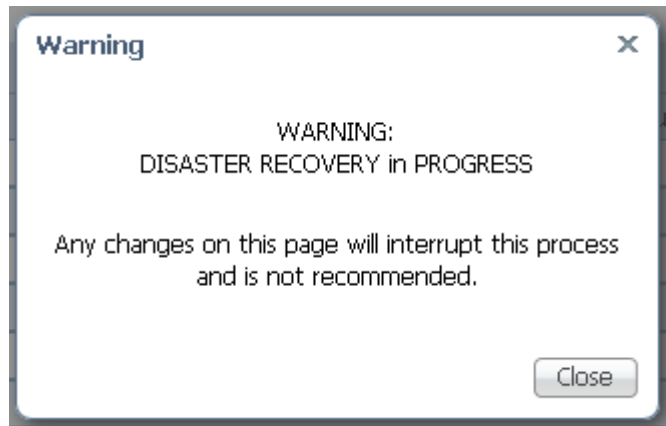 Warning
WARNING:
DISASTER RECOVERY in PROGRESS
Any changes on this page will interrupt this process
and is not recommended.
Close